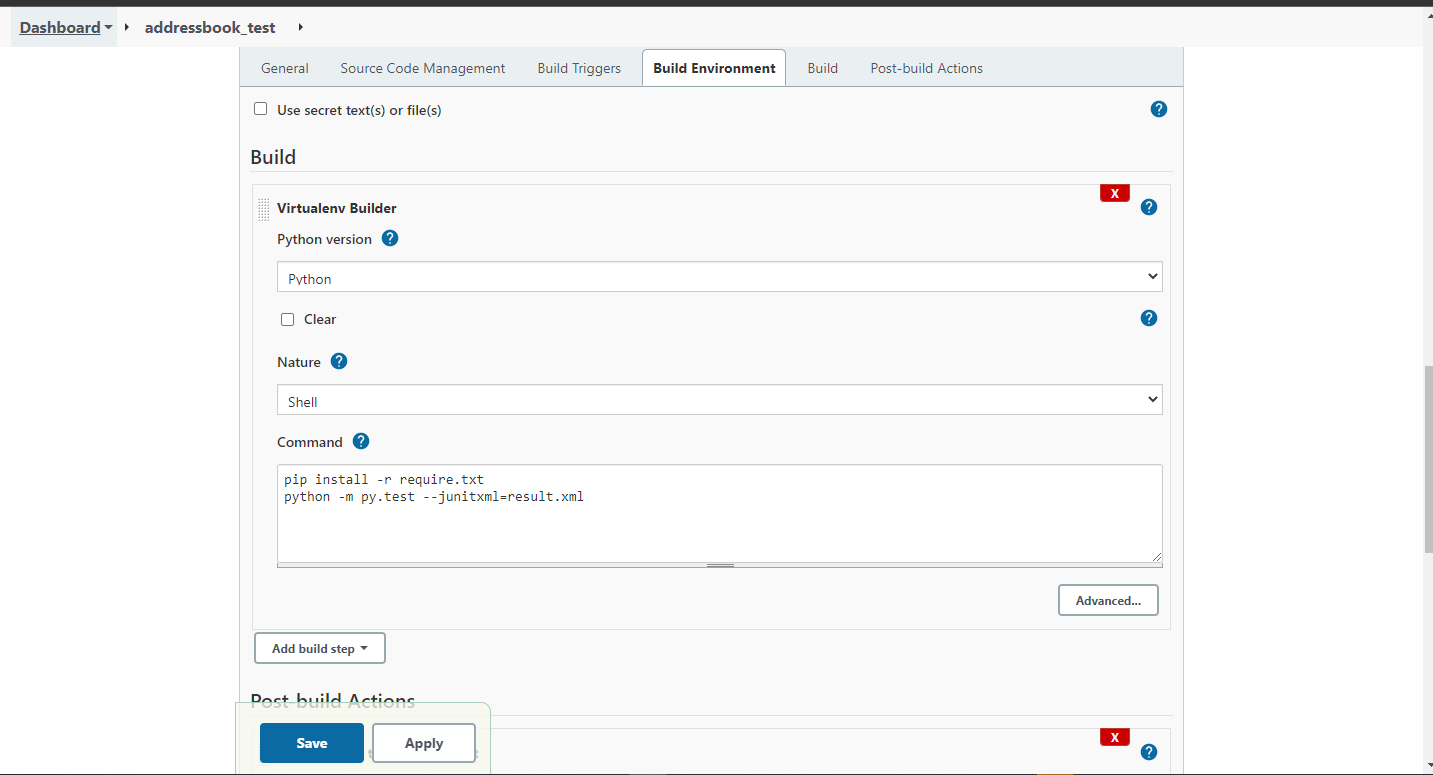 Dashboard addressbook_test
General Source Code Management Build Triggers Build Environment Build Post-build Actions
Use secret text(s) or file(s) ?
Build
X
Virtualenv Builder ?
Python version ?
Python
Clear ?
Nature ?
Shell
Command ?
pip install -r require.txt
python -m py.test --junitxml=result.xml
Advanced...
Add build step
Post-build Actions
X
Save Apply
?